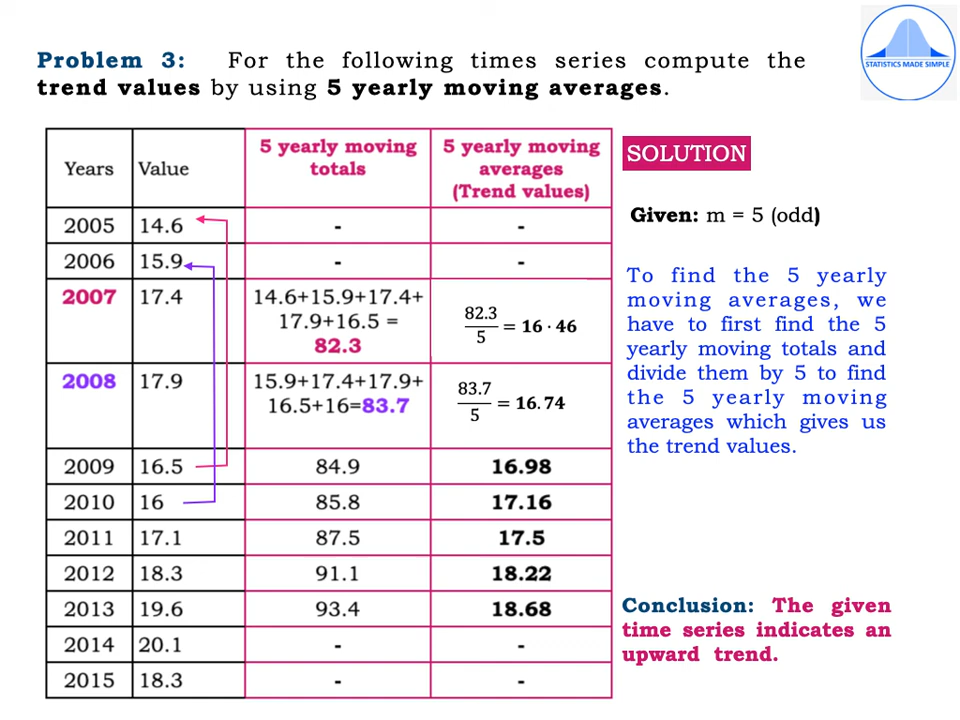 Problem 3: For the following times series compute the
trend values by using 5 yearly moving averages.
STATISTICS MADE SIMPLE
Years Value 5 yearly moving totals 5 yearly moving averages (Trend values)
2005 14.6 - -
2006 15.9 - -
2007 17.4 14.6+15.9+17.4+
17.9+16.5 =
82.3
82.3/5 = 16·46
2008 17.9 15.9+17.4+17.9+
16.5+16=83.7
83.7/5 = 16.74
2009 16.5 84.9 16.98
2010 16 85.8 17.16
2011 17.1 87.5 17.5
2012 18.3 91.1 18.22
2013 19.6 93.4 18.68
2014 20.1 - -
2015 18.3 - -
SOLUTION
Given: m = 5 (odd)
To find the 5 yearly
moving averages, we
have to first find the 5
yearly moving totals and
divide them by 5 to find
the 5 yearly moving
averages which gives us
the trend values.
Conclusion: The given
time series indicates an
upward trend.